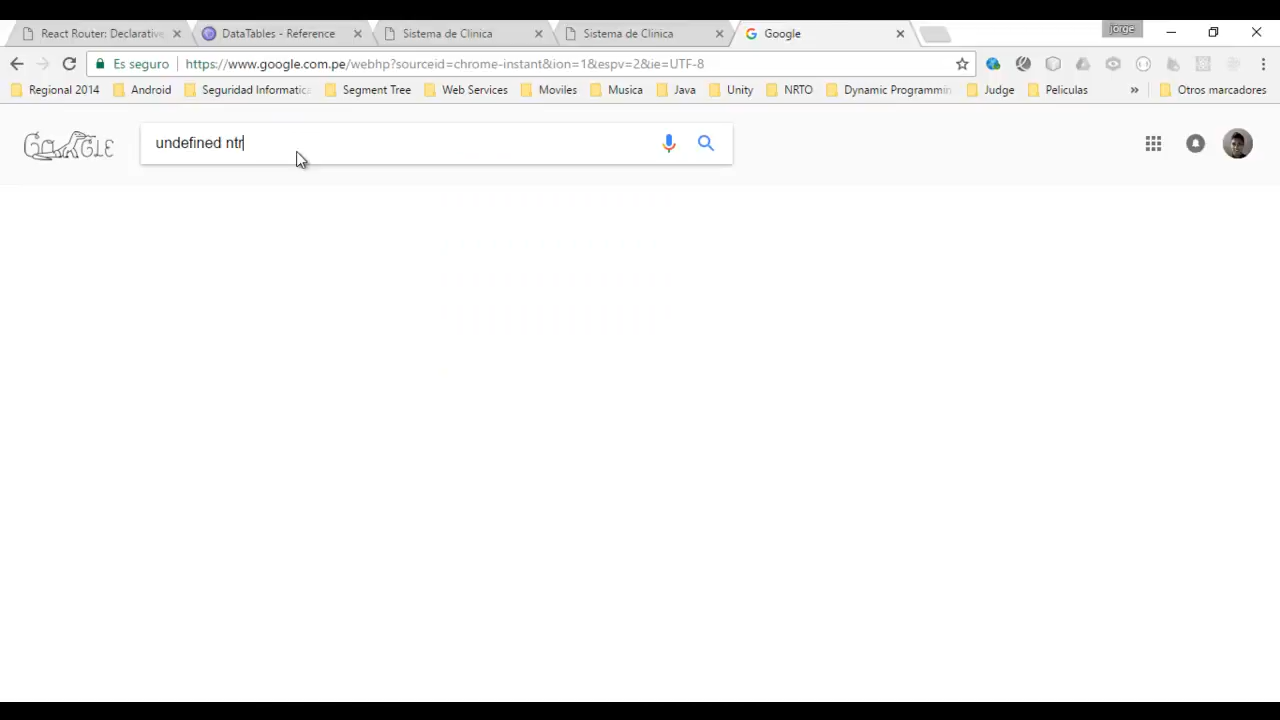 React Router: Declarative
DataTables - Reference
Sistema de Clinica
Sistema de Clinica
Google
jorge
Es seguro
https://www.google.com.pe/webhp?sourceid=chrome-instant&ion=1&espv=2&ie=UTF-8
Regional 2014
Android
Seguridad Informatica
Segment Tree
Web Services
Moviles
Musica
Java
Unity
NRTO
Dynamic Programmin
Judge
Peliculas
»
Otros marcadores
GOOGLE
undefined ntr